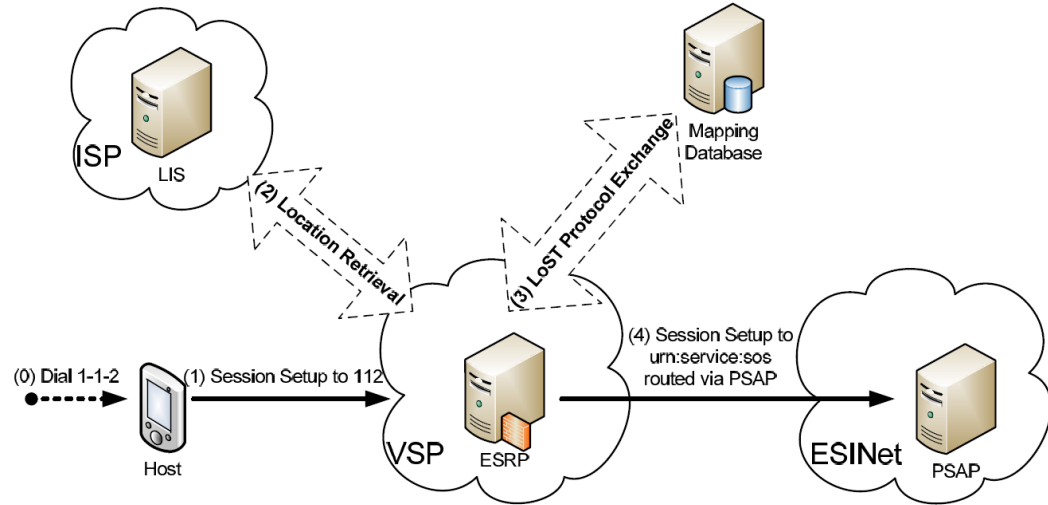 ISP
LIS
Mapping
Database
(2) Location Retrieval
(3) LoST Protocol Exchange
(0) Dial 1-1-2
(1) Session Setup to 112
(4) Session Setup to
urn:service:sos
routed via PSAP
Host
VSP
ESRP
ESINet
PSAP